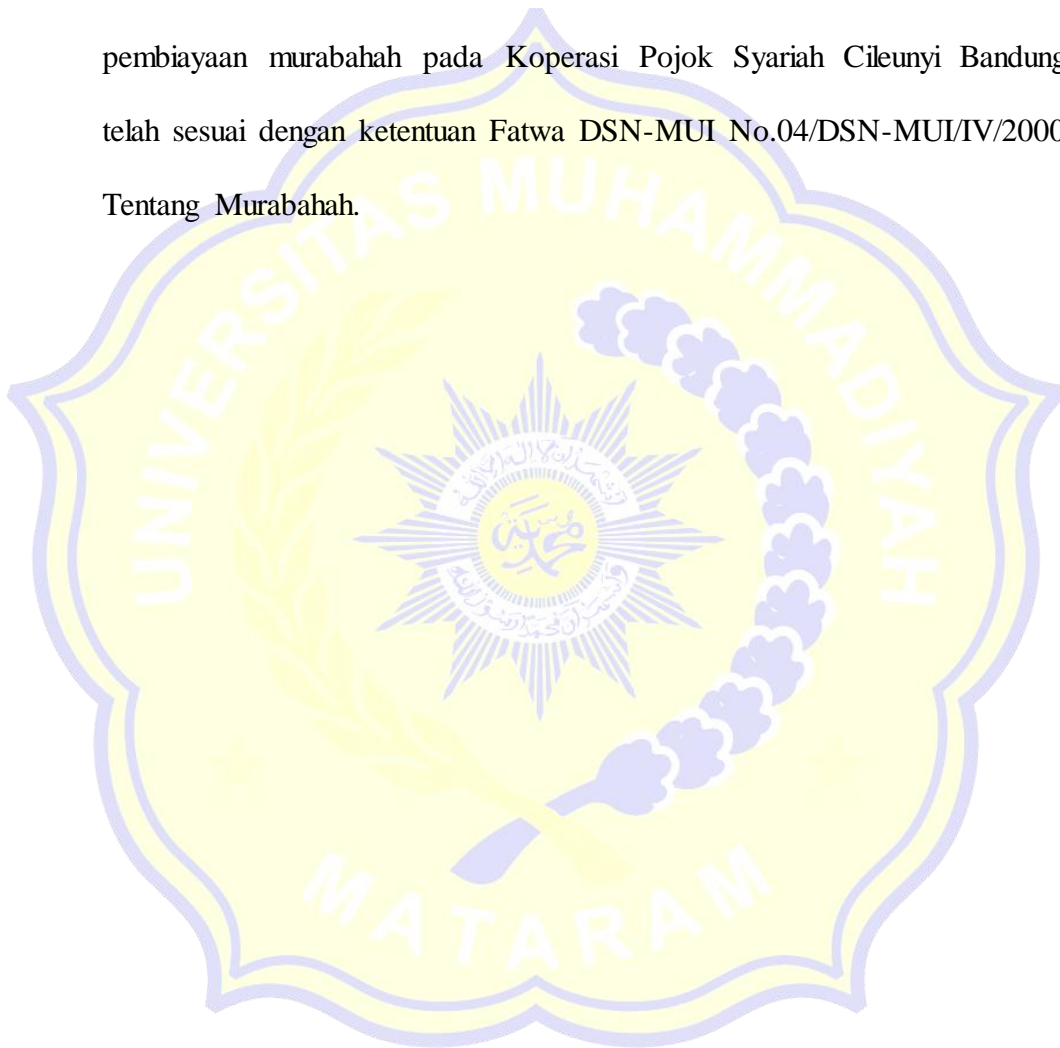 pembiayaan murabahah pada Koperasi Pojok Syariah Cileunyi Bandung
telah sesuai dengan ketentuan Fatwa DSN-MUI No.04/DSN-MUI/IV/2000
Tentang Murabahah.
UNIVERSITAS MUHAMMADIYAH
محمدية
MATARAM